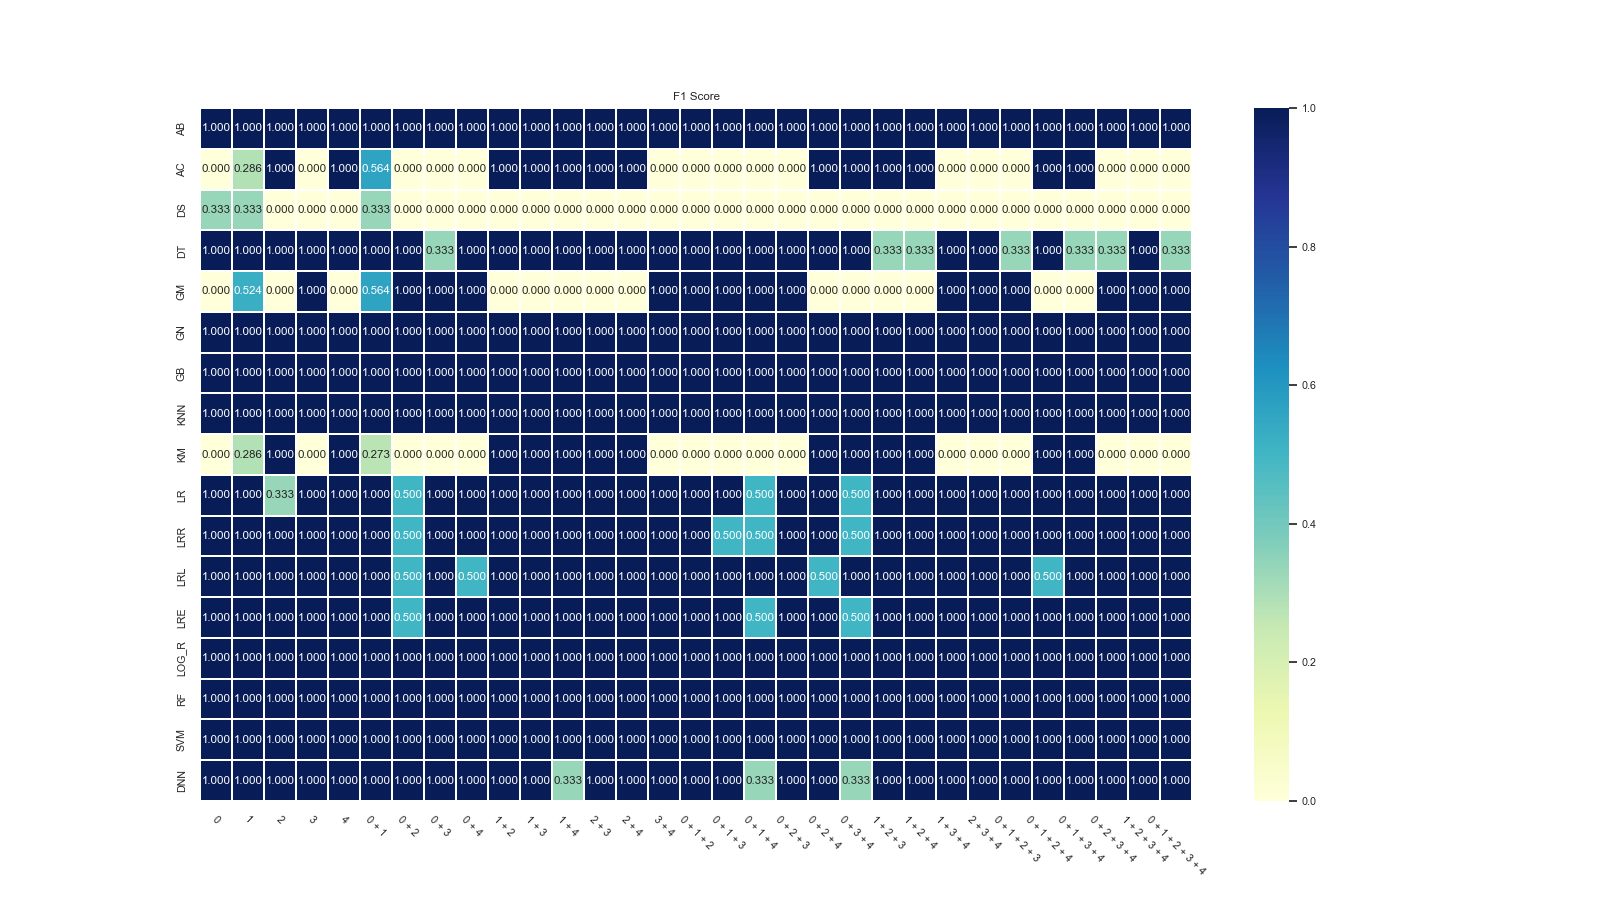 F1 Score
AB 1.000 1.000 1.000 1.000 1.000 1.000 1.000 1.000 1.000 1.000 1.000 1.000 1.000 1.000 1.000 1.000 1.000 1.000 1.000 1.000 1.000 1.000 1.000 1.000 1.000 1.000 1.000 1.000 1.000 1.000 1.000
AC 0.000 0.286 1.000 0.000 1.000 0.564 0.000 0.000 0.000 1.000 1.000 1.000 1.000 1.000 0.000 0.000 0.000 0.000 0.000 1.000 1.000 1.000 1.000 0.000 0.000 0.000 1.000 1.000 0.000 0.000 0.000
DS 0.333 0.333 0.000 0.000 0.000 0.333 0.000 0.000 0.000 0.000 0.000 0.000 0.000 0.000 0.000 0.000 0.000 0.000 0.000 0.000 0.000 0.000 0.000 0.000 0.000 0.000 0.000 0.000 0.000 0.000 0.000
DT 1.000 1.000 1.000 1.000 1.000 1.000 1.000 0.333 1.000 1.000 1.000 1.000 1.000 1.000 1.000 1.000 1.000 1.000 1.000 1.000 1.000 0.333 0.333 1.000 1.000 0.333 1.000 0.333 0.333 1.000 0.333
GM 0.000 0.524 0.000 1.000 0.000 0.564 1.000 1.000 1.000 0.000 0.000 0.000 0.000 0.000 1.000 1.000 1.000 1.000 1.000 0.000 0.000 0.000 0.000 1.000 1.000 1.000 0.000 0.000 1.000 1.000 1.000
GN 1.000 1.000 1.000 1.000 1.000 1.000 1.000 1.000 1.000 1.000 1.000 1.000 1.000 1.000 1.000 1.000 1.000 1.000 1.000 1.000 1.000 1.000 1.000 1.000 1.000 1.000 1.000 1.000 1.000 1.000 1.000
GB 1.000 1.000 1.000 1.000 1.000 1.000 1.000 1.000 1.000 1.000 1.000 1.000 1.000 1.000 1.000 1.000 1.000 1.000 1.000 1.000 1.000 1.000 1.000 1.000 1.000 1.000 1.000 1.000 1.000 1.000 1.000
KNN 1.000 1.000 1.000 1.000 1.000 1.000 1.000 1.000 1.000 1.000 1.000 1.000 1.000 1.000 1.000 1.000 1.000 1.000 1.000 1.000 1.000 1.000 1.000 1.000 1.000 1.000 1.000 1.000 1.000 1.000 1.000
KM 0.000 0.286 1.000 0.000 1.000 0.273 0.000 0.000 0.000 1.000 1.000 1.000 1.000 1.000 0.000 0.000 0.000 0.000 0.000 1.000 1.000 1.000 1.000 0.000 0.000 0.000 1.000 1.000 0.000 0.000 0.000
LR 1.000 1.000 0.333 1.000 1.000 1.000 0.500 1.000 1.000 1.000 1.000 1.000 1.000 1.000 1.000 1.000 1.000 0.500 1.000 1.000 0.500 1.000 1.000 1.000 1.000 1.000 1.000 1.000 1.000 1.000 1.000
LRR 1.000 1.000 1.000 1.000 1.000 1.000 0.500 1.000 1.000 1.000 1.000 1.000 1.000 1.000 1.000 1.000 0.500 0.500 1.000 1.000 0.500 1.000 1.000 1.000 1.000 1.000 1.000 1.000 1.000 1.000 1.000
LRL 1.000 1.000 1.000 1.000 1.000 1.000 0.500 1.000 0.500 1.000 1.000 1.000 1.000 1.000 1.000 1.000 1.000 1.000 1.000 0.500 1.000 1.000 1.000 1.000 1.000 1.000 0.500 1.000 1.000 1.000 1.000
LRE 1.000 1.000 1.000 1.000 1.000 1.000 0.500 1.000 1.000 1.000 1.000 1.000 1.000 1.000 1.000 1.000 1.000 0.500 1.000 1.000 0.500 1.000 1.000 1.000 1.000 1.000 1.000 1.000 1.000 1.000 1.000
LOG_R 1.000 1.000 1.000 1.000 1.000 1.000 1.000 1.000 1.000 1.000 1.000 1.000 1.000 1.000 1.000 1.000 1.000 1.000 1.000 1.000 1.000 1.000 1.000 1.000 1.000 1.000 1.000 1.000 1.000 1.000 1.000
RF 1.000 1.000 1.000 1.000 1.000 1.000 1.000 1.000 1.000 1.000 1.000 1.000 1.000 1.000 1.000 1.000 1.000 1.000 1.000 1.000 1.000 1.000 1.000 1.000 1.000 1.000 1.000 1.000 1.000 1.000 1.000
SVM 1.000 1.000 1.000 1.000 1.000 1.000 1.000 1.000 1.000 1.000 1.000 1.000 1.000 1.000 1.000 1.000 1.000 1.000 1.000 1.000 1.000 1.000 1.000 1.000 1.000 1.000 1.000 1.000 1.000 1.000 1.000
DNN 1.000 1.000 1.000 1.000 1.000 1.000 1.000 1.000 1.000 1.000 1.000 0.333 1.000 1.000 1.000 1.000 1.000 0.333 1.000 1.000 0.333 1.000 1.000 1.000 1.000 1.000 1.000 1.000 1.000 1.000 1.000
0
1
2
3
4
0 + 1
0 + 2
0 + 3
0 + 4
1 + 2
1 + 3
1 + 4
2 + 3
2 + 4
3 + 4
0 + 1 + 2
0 + 1 + 3
0 + 1 + 4
0 + 2 + 3
0 + 2 + 4
0 + 3 + 4
1 + 2 + 3
1 + 2 + 4
1 + 3 + 4
2 + 3 + 4
0 + 1 + 2 + 3
0 + 1 + 2 + 4
0 + 1 + 3 + 4
0 + 2 + 3 + 4
1 + 2 + 3 + 4
0 + 1 + 2 + 3 + 4
1.0
0.8
0.6
0.4
0.2
0.0